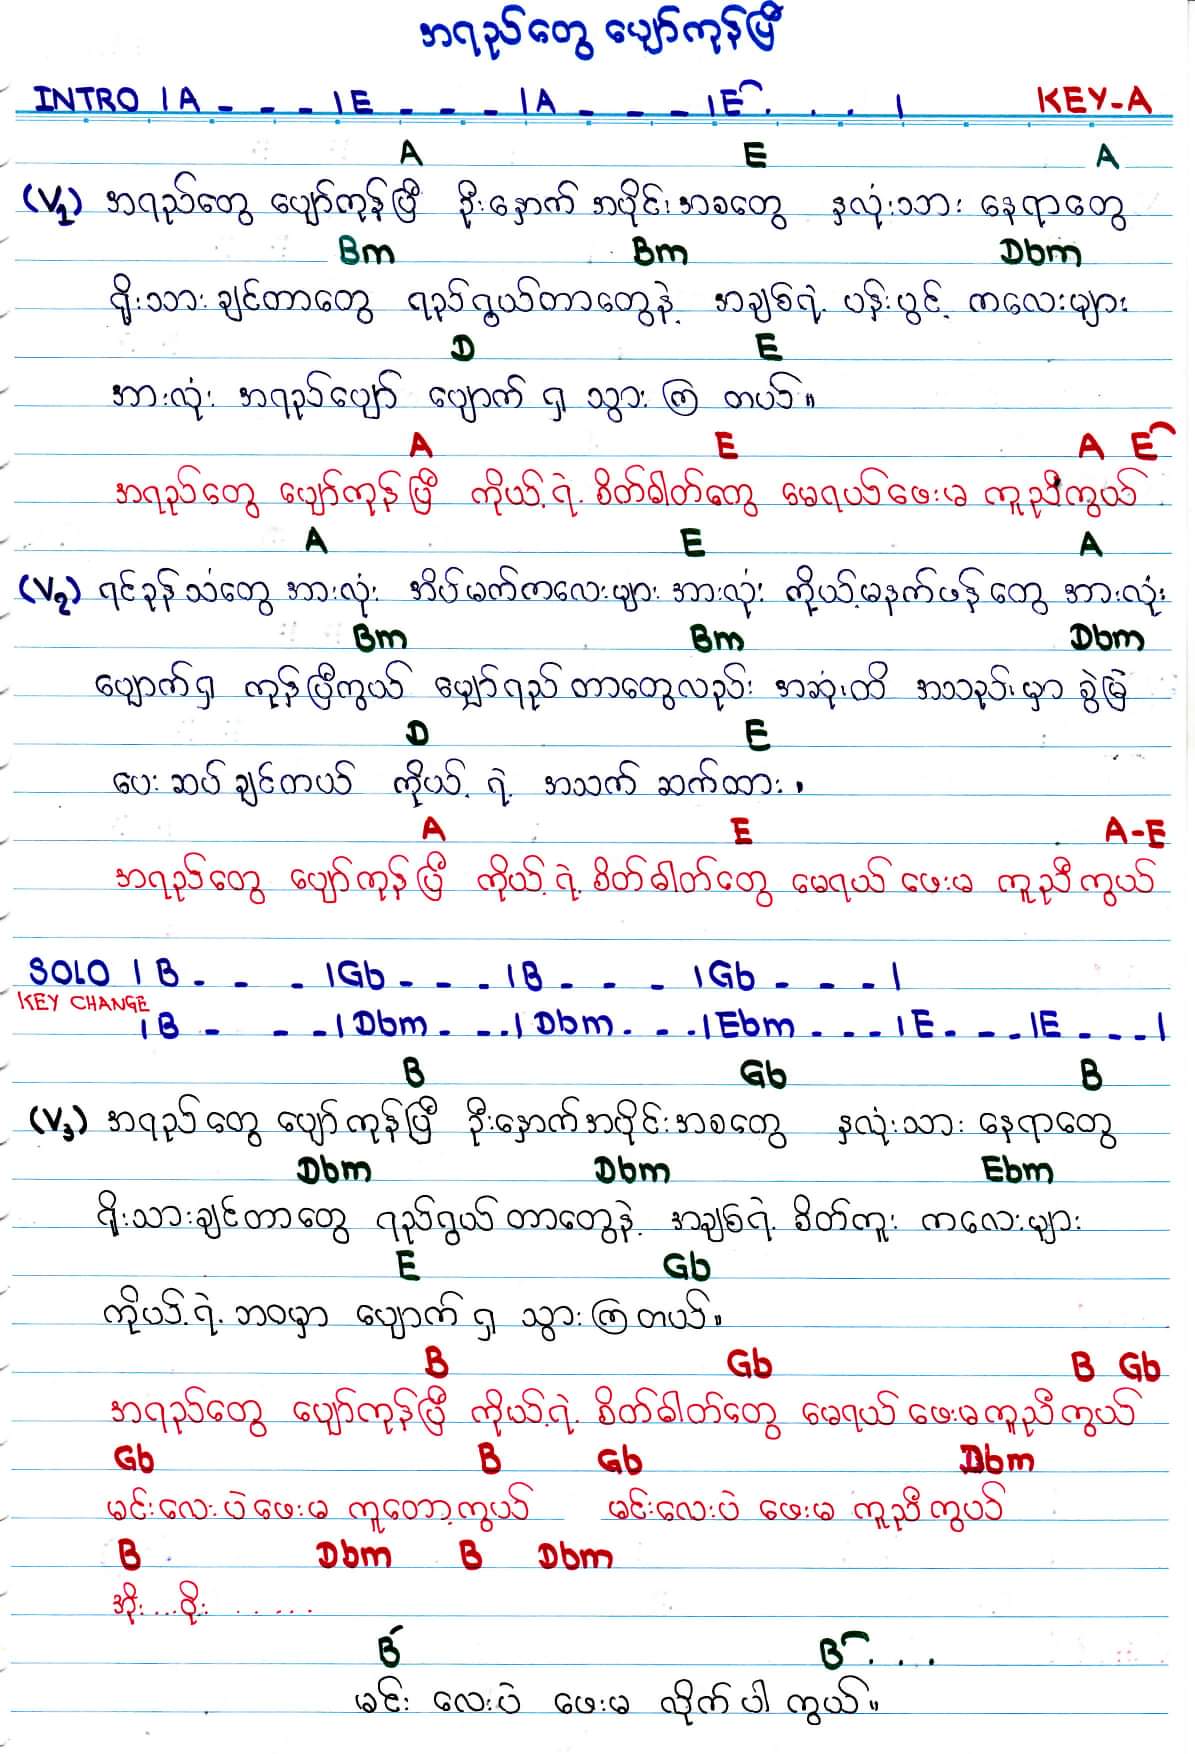 အရည်တွေ ပျော်ကုန်ပြီ
INTRO | A - - - | E - - - | A - - - | E . . . |
KEY-A
A E A
(V1) အရည်တွေ ပျော်ကုန်ပြီ ဦးနှောက် အပိုင်းအစတွေ နှလုံးသား နေရာတွေ
Bm Bm Dbm
ရိုးသားချင်တာတွေ ရည်ရွယ်တာတွေနဲ့ အချစ်ရဲ့ ပန်းပွင့် ကလေးများ
D E
အားလုံး အရည်ပျော် ပျောက် ရှ သွား ကြ တယ်။
A E A E
အရည်တွေ ပျော်ကုန်ပြီ ကိုယ့်ရဲ့ စိတ်ဓါတ်တွေ မေရယ်ဖေးမ ကူညီကွယ်
A E A
(V2) ရင်ခုန်သံတွေ အားလုံး အိပ်မက်ကလေးများ အားလုံး ကိုယ့်မနက်ဖန်တွေ အားလုံး
Bm Bm Dbm
ပျောက်ရှ ကုန်ပြီကွယ် မျှော်ရည်တာတွေလည်း အဆုံးထိ အသည်းမှာ စွဲမြဲ
D E
ပေးဆပ်ချင်တယ် ကိုယ့် ရဲ့ အသက် ဆက်ထား။
A E A-E
အရည်တွေ ပျော်ကုန်ပြီ ကိုယ့်ရဲ့ စိတ်ဓါတ်တွေ မေရယ် ဖေးမ ကူညီကွယ်
SOLO | B - - - | Gb - - - | B - - - | Gb - - - |
KEY CHANGE
| B - - - | Dbm - - - | Dbm - - - | Ebm - - - | E - - - | E - - - |
B Gb B
(V3) အရည်တွေ ပျော်ကုန်ပြီ ဦးနှောက်အပိုင်းအစတွေ နှလုံးသား နေရာတွေ
Dbm Dbm Ebm
ရိုးသားချင်တာတွေ ရည်ရွယ်တာတွေနဲ့ အချစ်ရဲ့ စိတ်ကူး ကလေးများ
E Gb
ကိုယ့်ရဲ့ ဘဝမှာ ပျောက် ရှ သွား ကြတယ်။
B Gb B Gb
အရည်တွေ ပျော်ကုန်ပြီ ကိုယ့်ရဲ့ စိတ်ဓါတ်တွေ မေရယ် ဖေးမကူညီကွယ်
Gb B Gb Dbm
မင်းလေးပဲဖေးမ ကူတော့ကွယ် မင်းလေးပဲ ဖေးမ ကူညီကွယ်
B Dbm B Dbm
အိုး....ဝိုး ......
B B . . .
မင်း လေးပဲ ဖေးမ လိုက်ပါ ကွယ်။